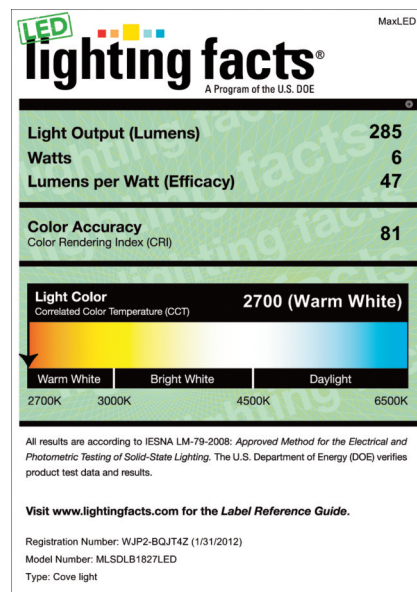 MaxLED
LED
lighting facts®
A Program of the U.S. DOE
Light Output (Lumens) 285
Watts 6
Lumens per Watt (Efficacy) 47
Color Accuracy
Color Rendering Index (CRI) 81
Light Color
Correlated Color Temperature (CCT) 2700 (Warm White)
Warm White Bright White Daylight
2700K 3000K 4500K 6500K
All results are according to IESNA LM-79-2008: Approved Method for the Electrical and
Photometric Testing of Solid-State Lighting. The U.S. Department of Energy (DOE) verifies
product test data and results.
Visit www.lightingfacts.com for the Label Reference Guide.
Registration Number: WJP2-BQJT4Z (1/31/2012)
Model Number: MLSDLB1827LED
Type: Cove light